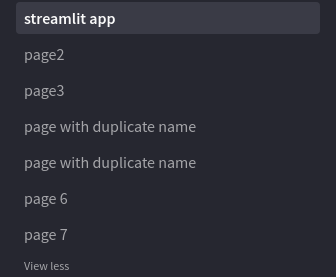 streamlit app
page2
page3
page with duplicate name
page with duplicate name
page 6
page 7
View less